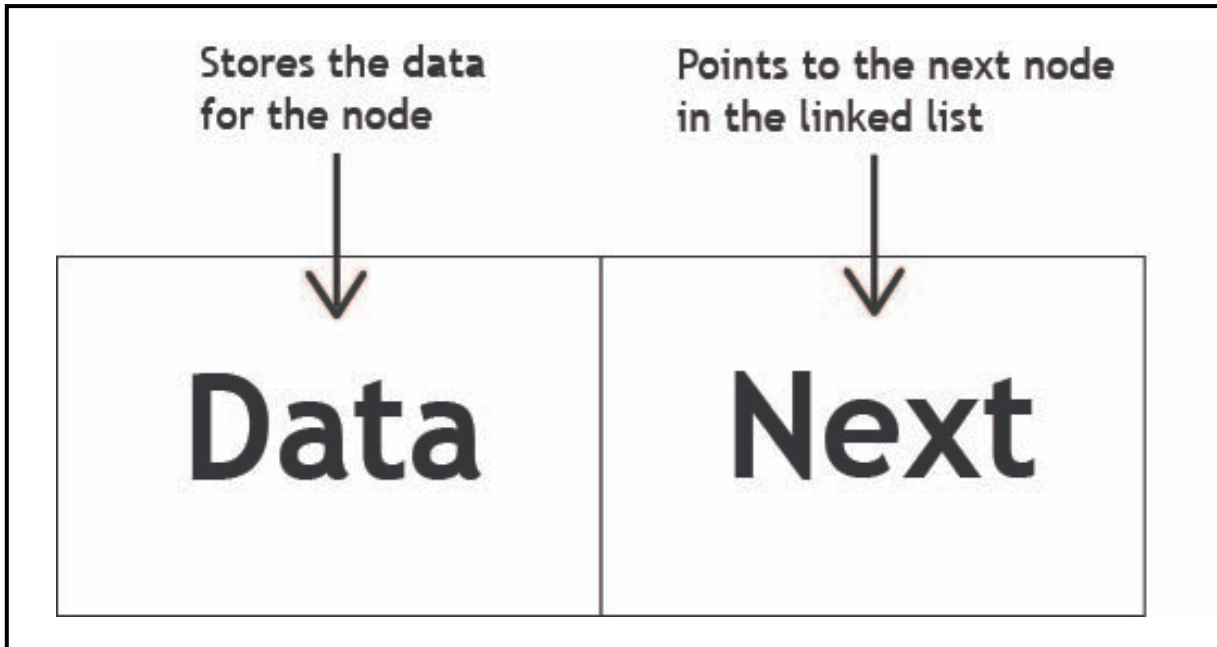 Stores the data
for the node
Points to the next node
in the linked list
Data
Next